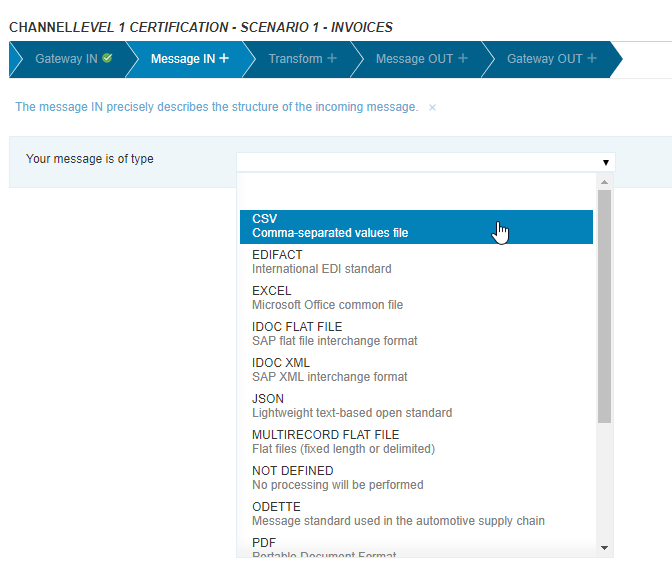 CHANNELLEVEL 1 CERTIFICATION - SCENARIO 1 - INVOICES
Gateway IN Message IN + Transform + Message OUT + Gateway OUT +
The message IN precisely describes the structure of the incoming message. ×
Your message is of type
CSV
Comma-separated values file
EDIFACT
International EDI standard
EXCEL
Microsoft Office common file
IDOC FLAT FILE
SAP flat file interchange format
IDOC XML
SAP XML interchange format
JSON
Lightweight text-based open standard
MULTIRECORD FLAT FILE
Flat files (fixed length or delimited)
NOT DEFINED
No processing will be performed
ODETTE
Message standard used in the automotive supply chain
PDF
Portable Document Format